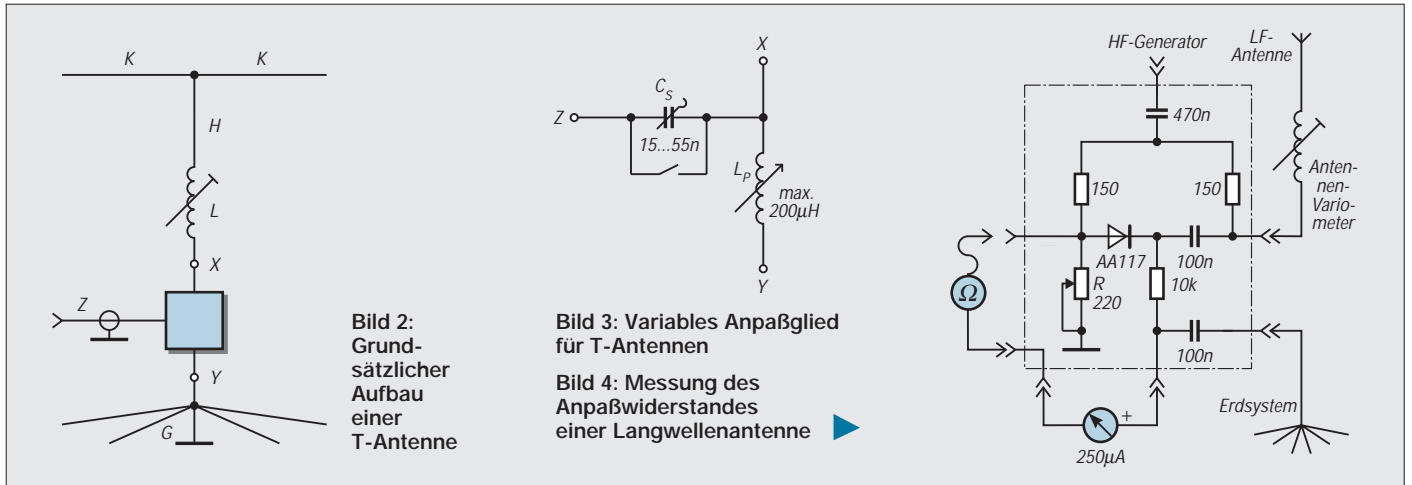 K
K
H
L
X
Z
Y
G
Bild 2:
Grund-
sätzlicher
Aufbau
einer
T-Antenne
X
C_S
Z
15...55n
L_P
max.
200µH
Y
Bild 3: Variables Anpaßglied
für T-Antennen
Bild 4: Messung des
Anpaßwiderstandes
einer Langwellenantenne
HF-Generator
LF-
Antenne
470n
150
150
Anten-
nen-
Vario-
meter
AA117
100n
Ω
R
220
10k
100n
+
250µA
Erdsystem